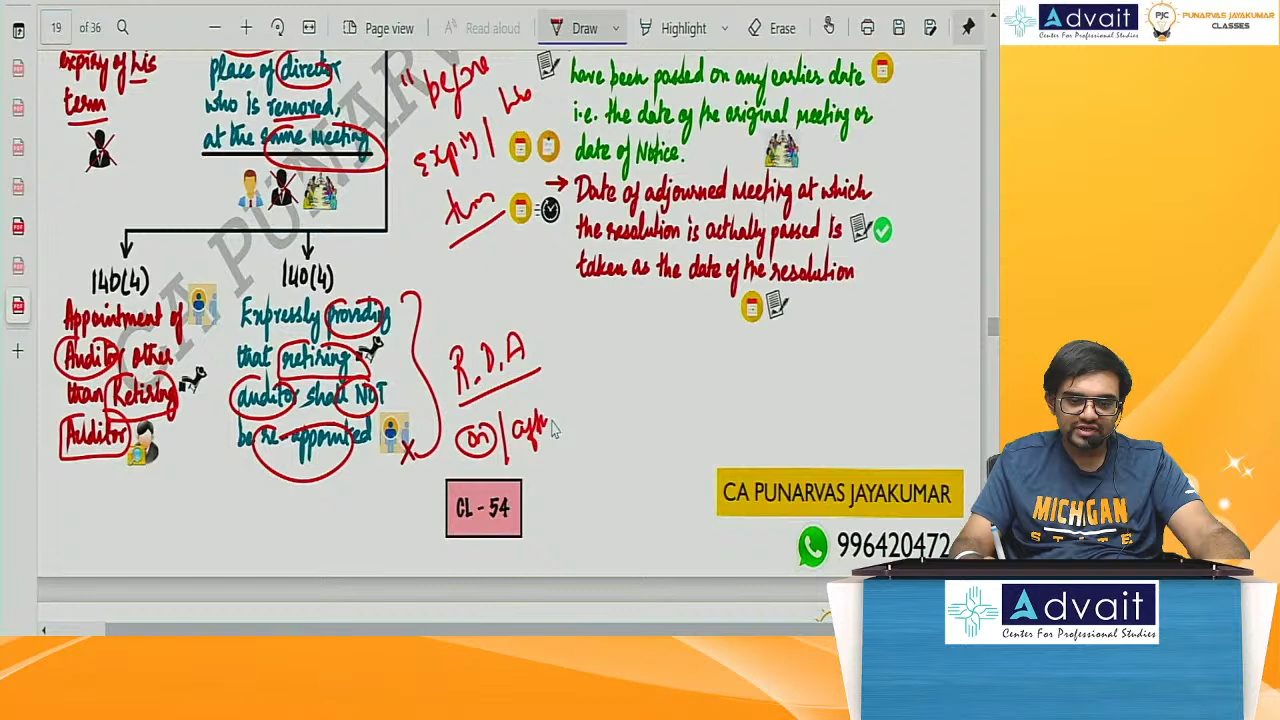 19 of 36
Page view
Read aloud
Draw
Highlight
Erase
Advait
Center For Professional Studies
PJC
PUNARVAS JAYAKUMAR
CLASSES
expiry of his
term
place of director
who is removed,
at the same meeting
"before
his
expy/
term
have been passed on any earlier date
i.e. the date of the original meeting or
date of Notice.
→ Date of adjourned Meeting at which
the resolution is actually passed is
taken as the date of the resolution
CA PUNARV
140(4)
Appointment of
Auditor other
than Retiring
Auditor
140(4)
Expressly providing
that retiring
auditor shall NOT
be re-appointed
R.D.A
CL - 54
CA PUNARVAS JAYAKUMAR
996420472
MICHIGAN
STATE
Advait
Center For Professional Studies